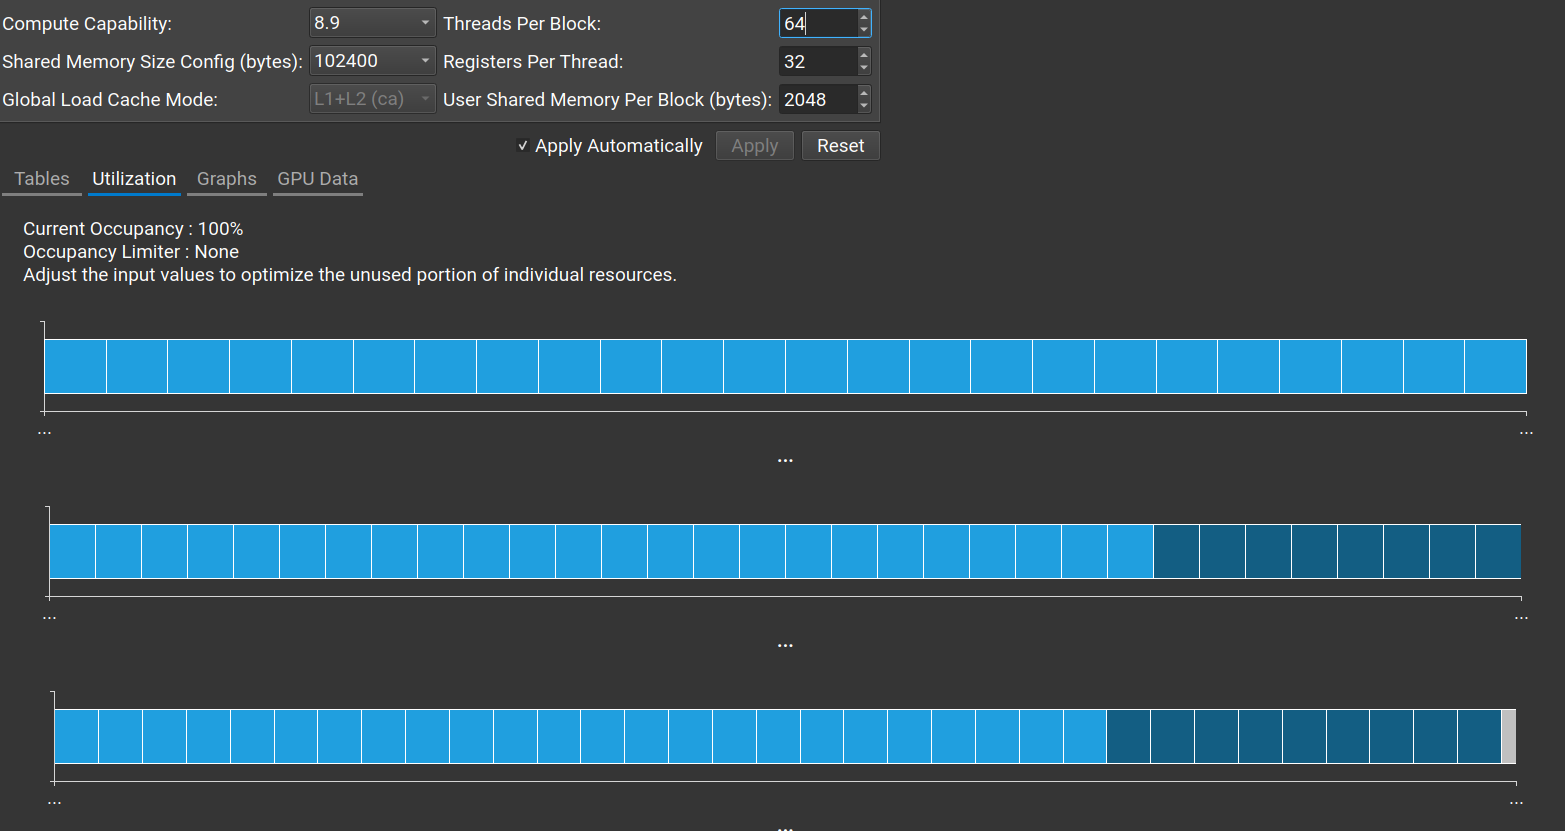 Compute Capability: 8.9 Threads Per Block: 64
Shared Memory Size Config (bytes): 102400 Registers Per Thread: 32
Global Load Cache Mode: L1+L2 (ca) User Shared Memory Per Block (bytes): 2048
✓ Apply Automatically Apply Reset
Tables Utilization Graphs GPU Data
Current Occupancy : 100%
Occupancy Limiter : None
Adjust the input values to optimize the unused portion of individual resources.
... ...
...
... ...
...
... ...
...